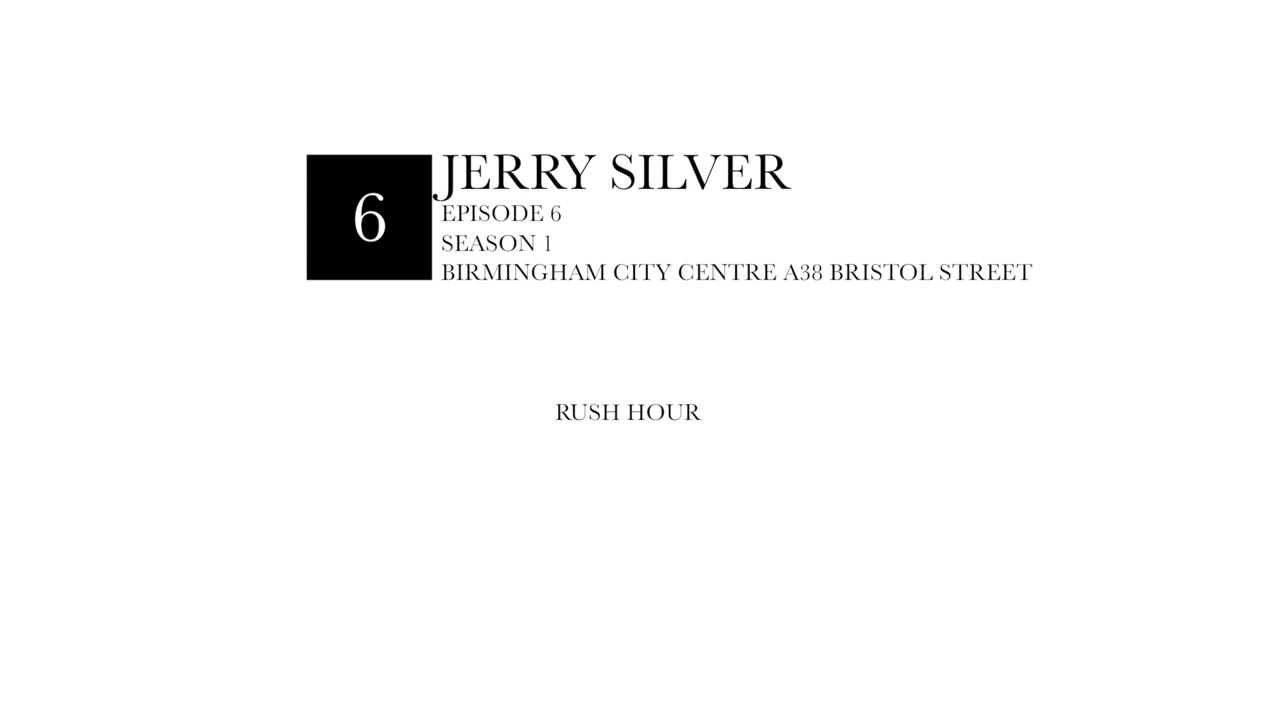 6
JERRY SILVER
EPISODE 6
SEASON 1
BIRMINGHAM CITY CENTRE A38 BRISTOL STREET
RUSH HOUR